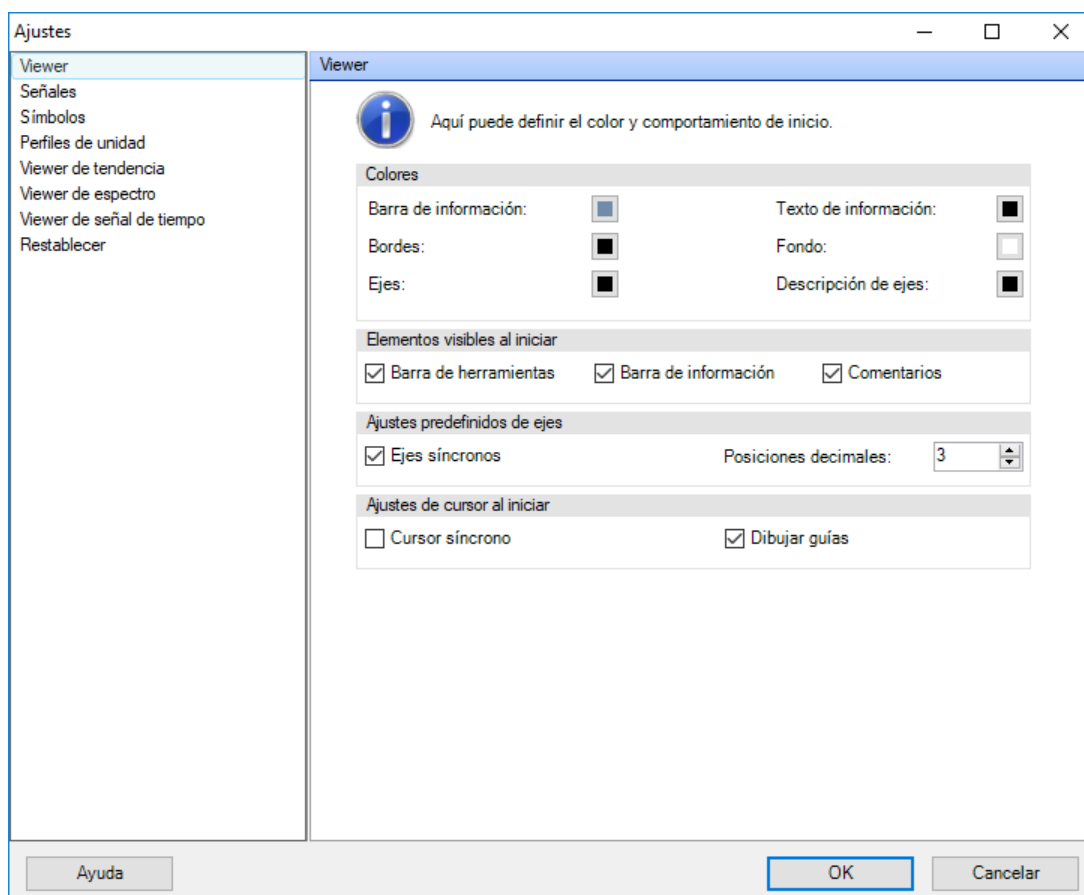 Ajustes
Viewer
Señales
Símbolos
Perfiles de unidad
Viewer de tendencia
Viewer de espectro
Viewer de señal de tiempo
Restablecer
Viewer
Aquí puede definir el color y comportamiento de inicio.
Colores
Barra de información: Texto de información:
Bordes: Fondo:
Ejes: Descripción de ejes:
Elementos visibles al iniciar
Barra de herramientas Barra de información Comentarios
Ajustes predefinidos de ejes
Ejes síncronos Posiciones decimales: 3
Ajustes de cursor al iniciar
Cursor síncrono Dibujar guías
Ayuda OK Cancelar